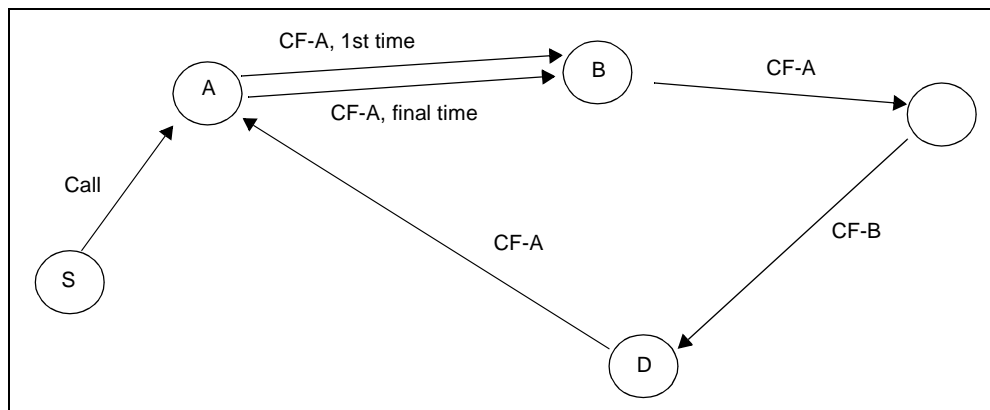 CF-A, 1st time
A
B
CF-A
CF-A, final time
Call
CF-A
CF-B
S
D